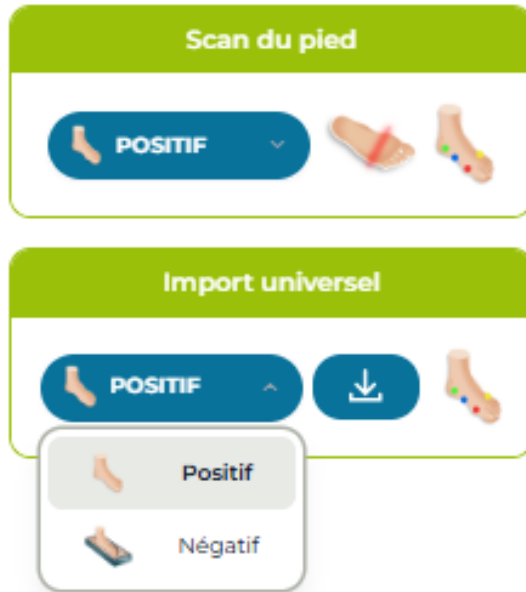 Scan du pied
POSITIF
Import universel
POSITIF
Positif
Négatif